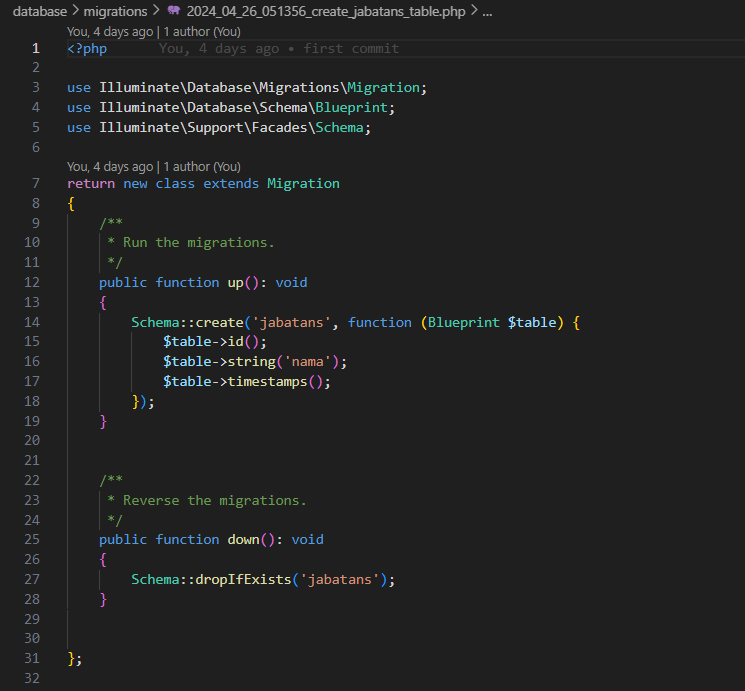 database > migrations > 2024_04_26_051356_create_jabatans_table.php > ...
You, 4 days ago | 1 author (You)
1 <?php You, 4 days ago • first commit
2
3 use Illuminate\Database\Migrations\Migration;
4 use Illuminate\Database\Schema\Blueprint;
5 use Illuminate\Support\Facades\Schema;
6
You, 4 days ago | 1 author (You)
7 return new class extends Migration
8 {
9     /**
10      * Run the migrations.
11      */
12     public function up(): void
13     {
14         Schema::create('jabatans', function (Blueprint $table) {
15             $table->id();
16             $table->string('nama');
17             $table->timestamps();
18         });
19     }
20
21
22     /**
23      * Reverse the migrations.
24      */
25     public function down(): void
26     {
27         Schema::dropIfExists('jabatans');
28     }
29
30
31 };
32